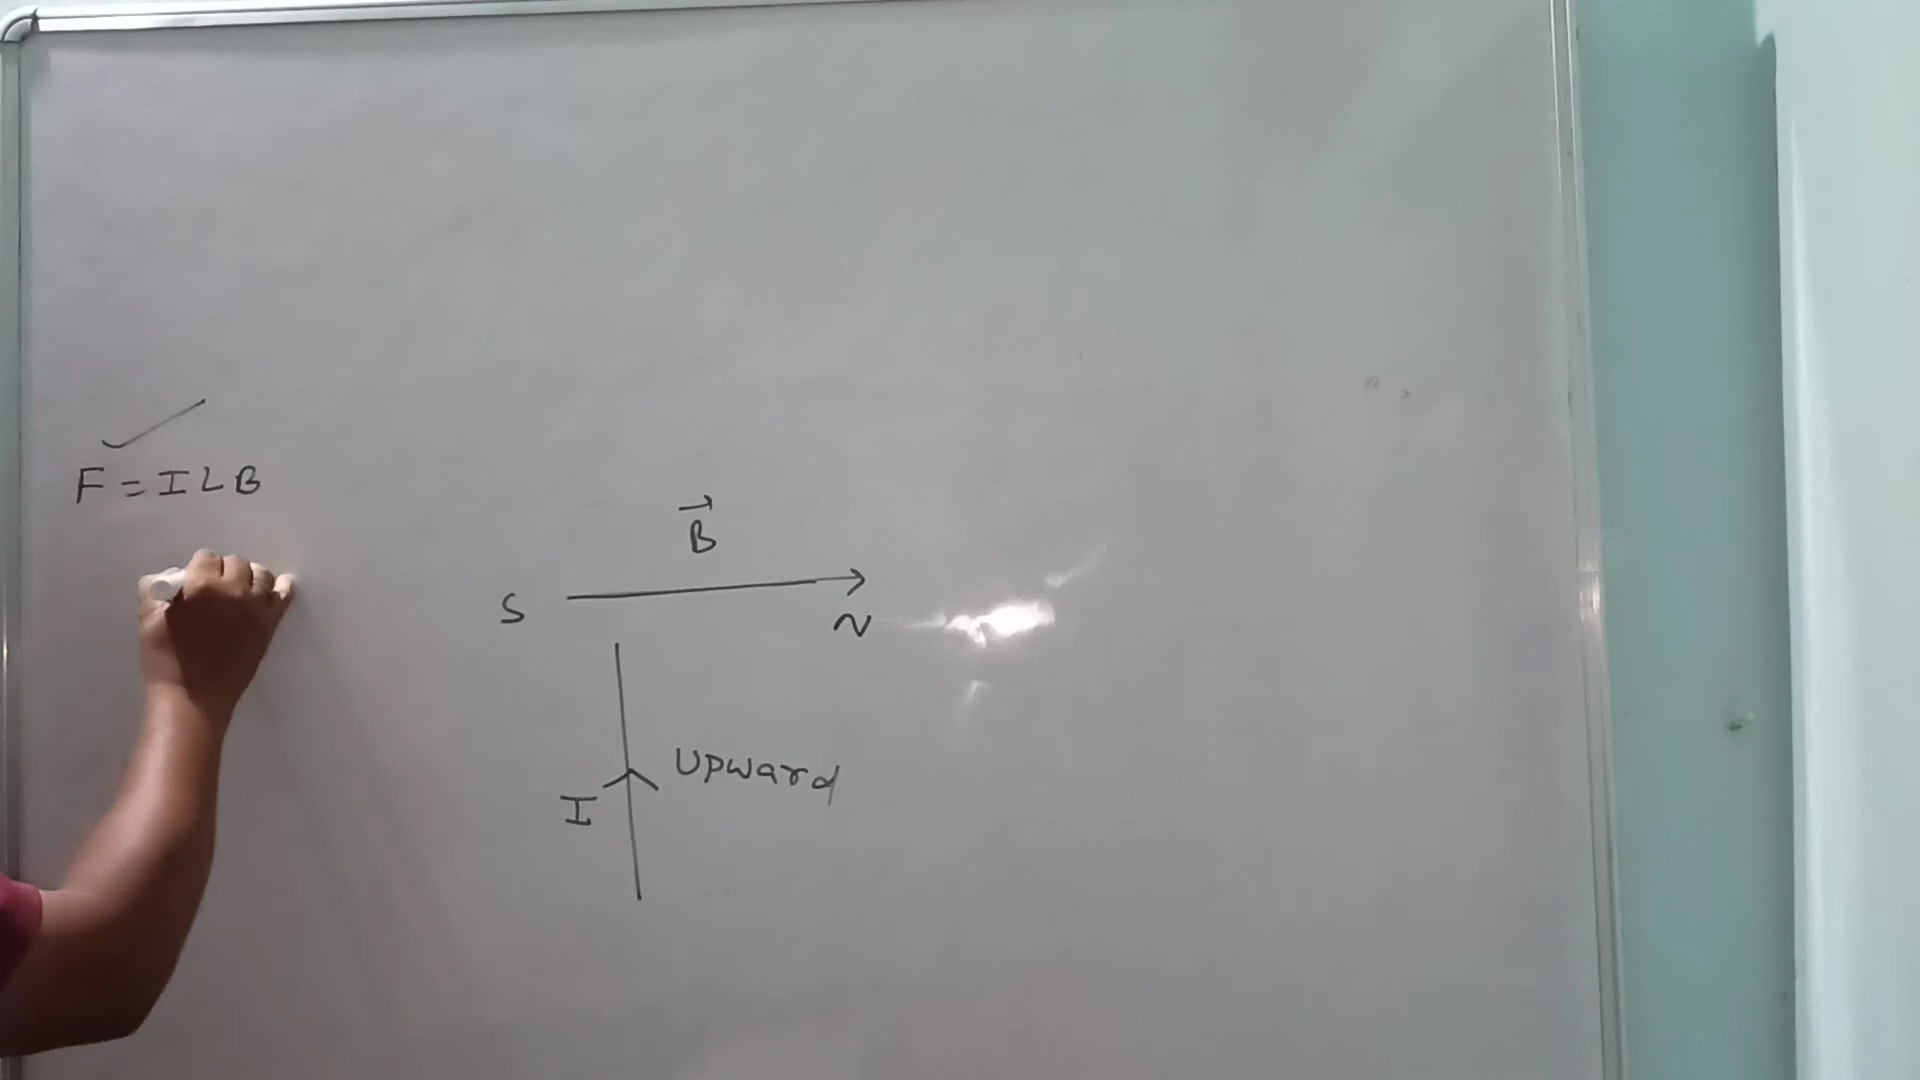 F = ILB
B
S
N
Upward
I